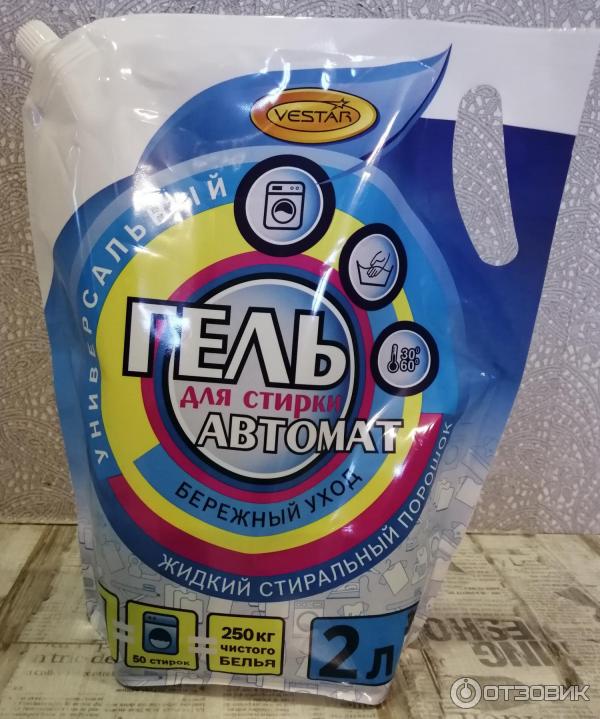 VESTAR
УНИВЕРСАЛЬНЫЙ
ГЕЛЬ
для стирки
АВТОМАТ
30°
60°
БЕРЕЖНЫЙ УХОД
ЖИДКИЙ СТИРАЛЬНЫЙ ПОРОШОК
50 стирок
=
250 КГ
ЧИСТОГО
БЕЛЬЯ
2 Л
ОТЗОВИК